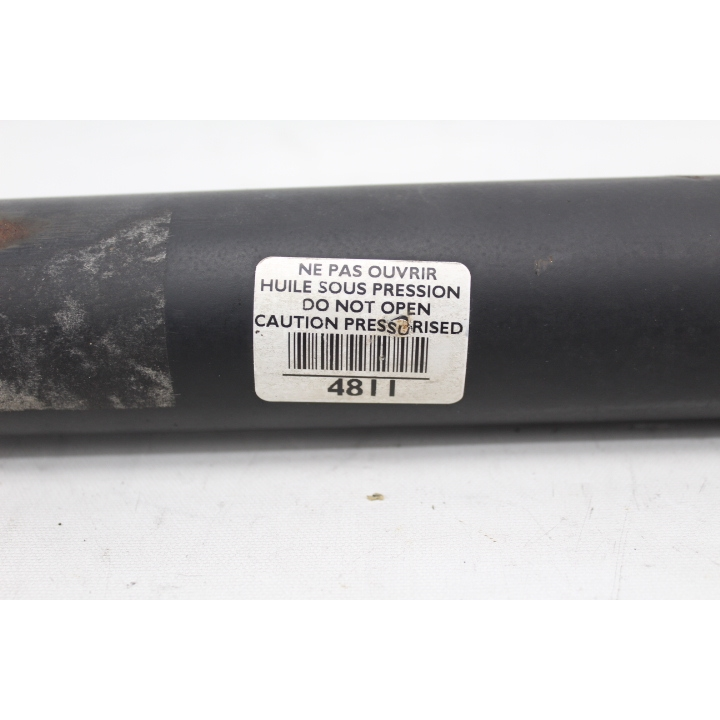 NE PAS OUVRIR
HUILE SOUS PRESSION
DO NOT OPEN
CAUTION PRESSURISED
4811